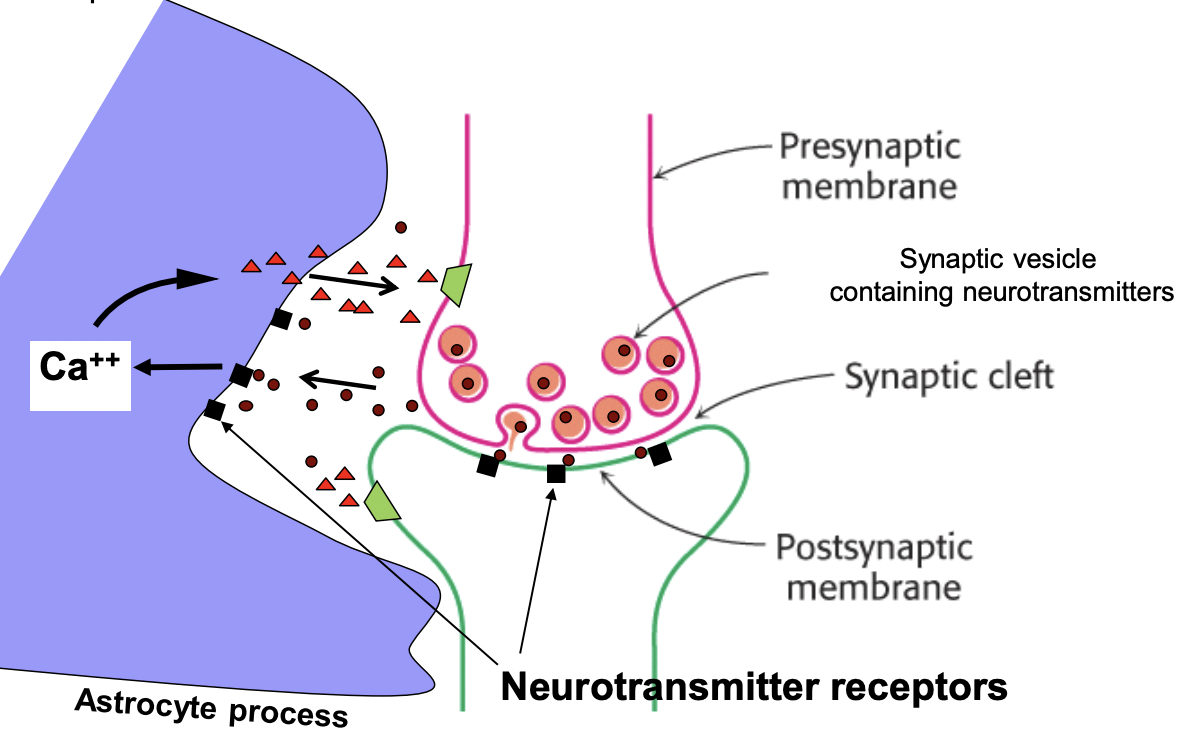 Presynaptic
membrane
Synaptic vesicle
containing neurotransmitters
Ca++
Synaptic cleft
Postsynaptic
membrane
Neurotransmitter receptors
Astrocyte process